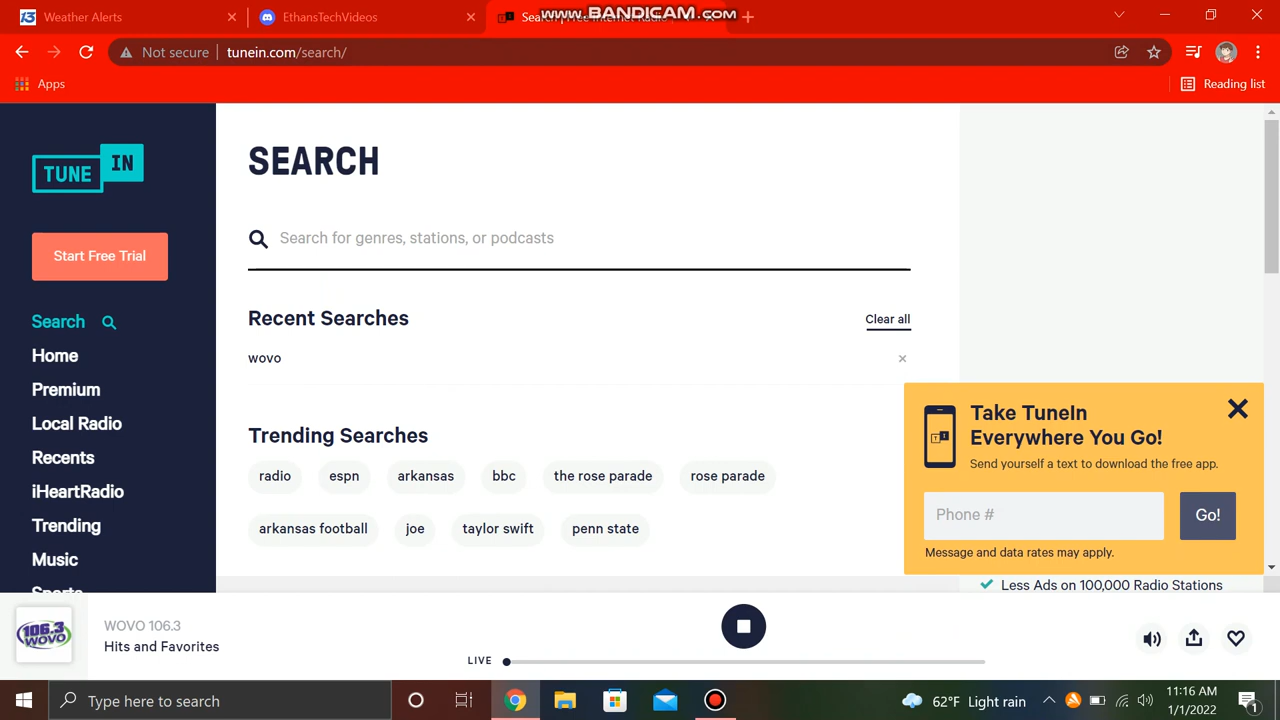 www.BANDICAM.com
13 Weather Alerts
EthansTechVideos
Not secure
tunein.com/search/
Apps
Reading list
TUNE IN
Start Free Trial
Search
Home
Premium
Local Radio
Recents
iHeartRadio
Trending
Music
Sports
SEARCH
Search for genres, stations, or podcasts
Recent Searches
Clear all
wovo
Trending Searches
radio
espn
arkansas
bbc
the rose parade
rose parade
arkansas football
joe
taylor swift
penn state
Take TuneIn
Everywhere You Go!
Send yourself a text to download the free app.
Phone #
Go!
Message and data rates may apply.
Less Ads on 100,000 Radio Stations
106.3
WOVO
WOVO 106.3
Hits and Favorites
LIVE
Type here to search
62°F Light rain
11:16 AM
1/1/2022
1